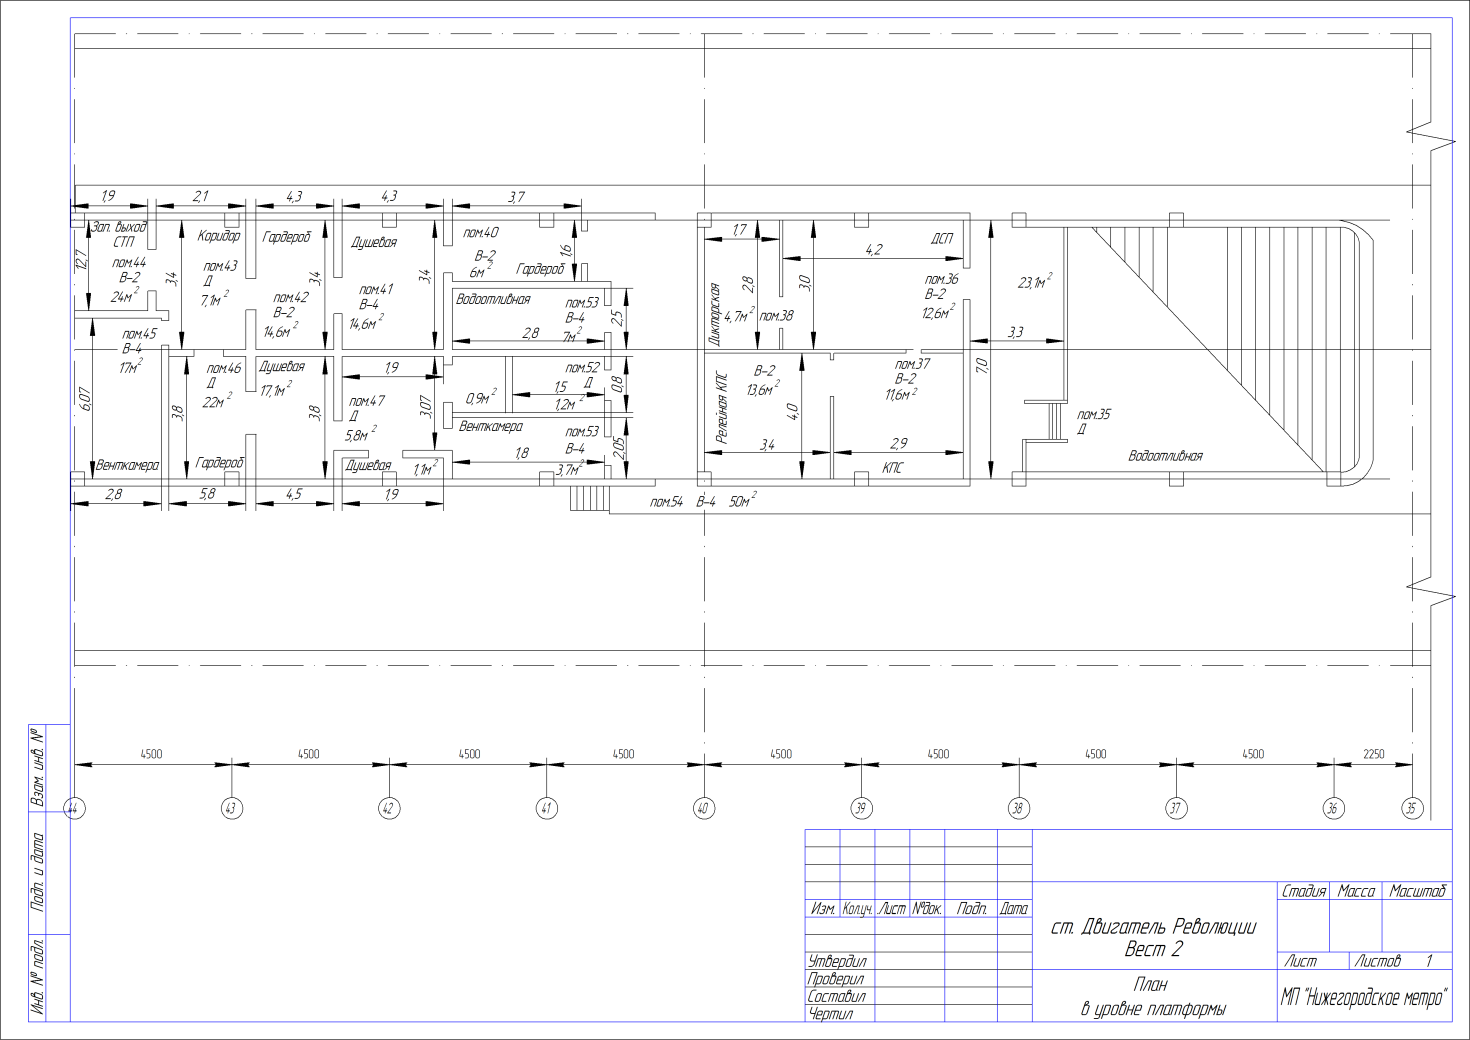 1,9
2,1
4,3
4,3
3,7
Зап. выход
СТП
12,7
пом.44
В-2
24м²
Коридор
3,4
пом.43
Д
7,1м²
Гардероб
3,4
пом.42
В-2
14,6м²
Душевая
пом.41
В-4
14,6м²
3,4
пом.40
В-2
6м²
Гардероб
1,6
Водоотливная
пом.53
В-4
7м²
2,8
2,5
1,7
4,2
ДСП
Дикторская
2,8
3,0
4,7м²
пом.38
пом.36
В-2
12,6м²
23,1м²
3,3
7,0
пом.45
В-4
17м²
6,07
Венткамера
3,8
пом.46
Д
22м²
Гардероб
Душевая
17,1м²
3,8
1,9
пом.47
Д
5,8м²
3,07
Душевая
1,1м²
0,9м²
пом.52
Д
1,5
1,2м²
0,8
Венткамера
пом.53
В-4
1,8
3,7м²
2,05
Релейная КПС
В-2
13,6м²
4,0
3,4
пом.37
В-2
11,6м²
2,9
КПС
пом.35
Д
Водоотливная
2,8
5,8
4,5
1,9
пом.54 В-4 50м²
4500
4500
4500
4500
4500
4500
4500
4500
2250
44
43
42
41
40
39
38
37
36
35
Взам. инв. №
Подп. и дата
Инв. № подл.
Изм.
Кол.уч.
Лист
№док.
Подп.
Дата
Утвердил
Проверил
Составил
Чертил
ст. Двигатель Революции
Вест 2
План
в уровне платформы
Стадия
Масса
Масштаб
Лист
Листов 1
МП "Нижегородское метро"